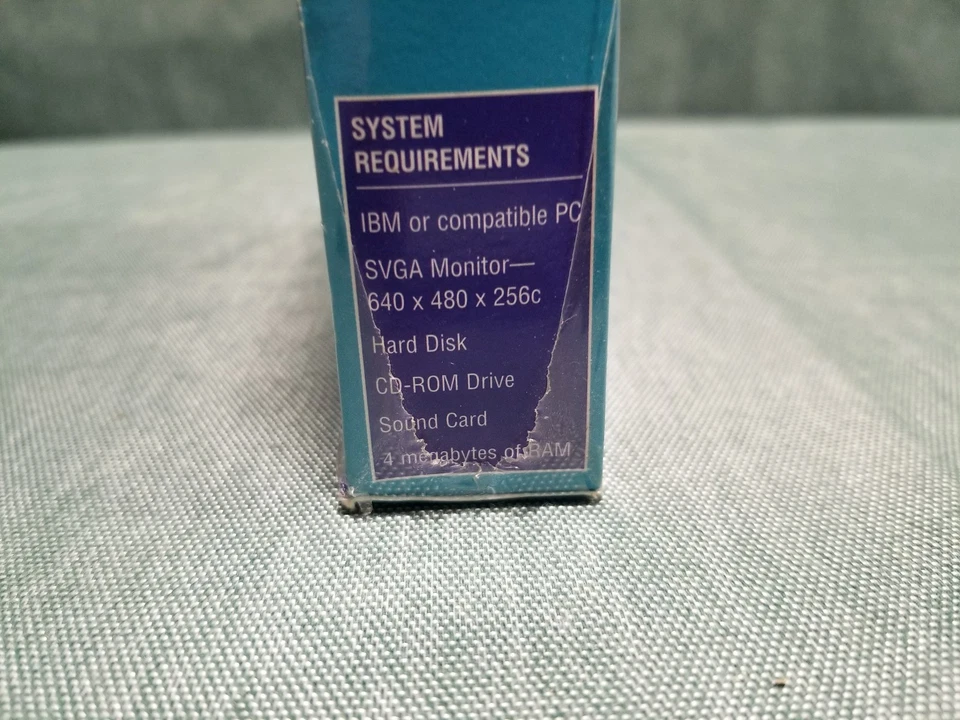 SYSTEM
REQUIREMENTS
IBM or compatible PC
SVGA Monitor—
640 x 480 x 256c
Hard Disk
CD-ROM Drive
Sound Card
4 megabytes of RAM